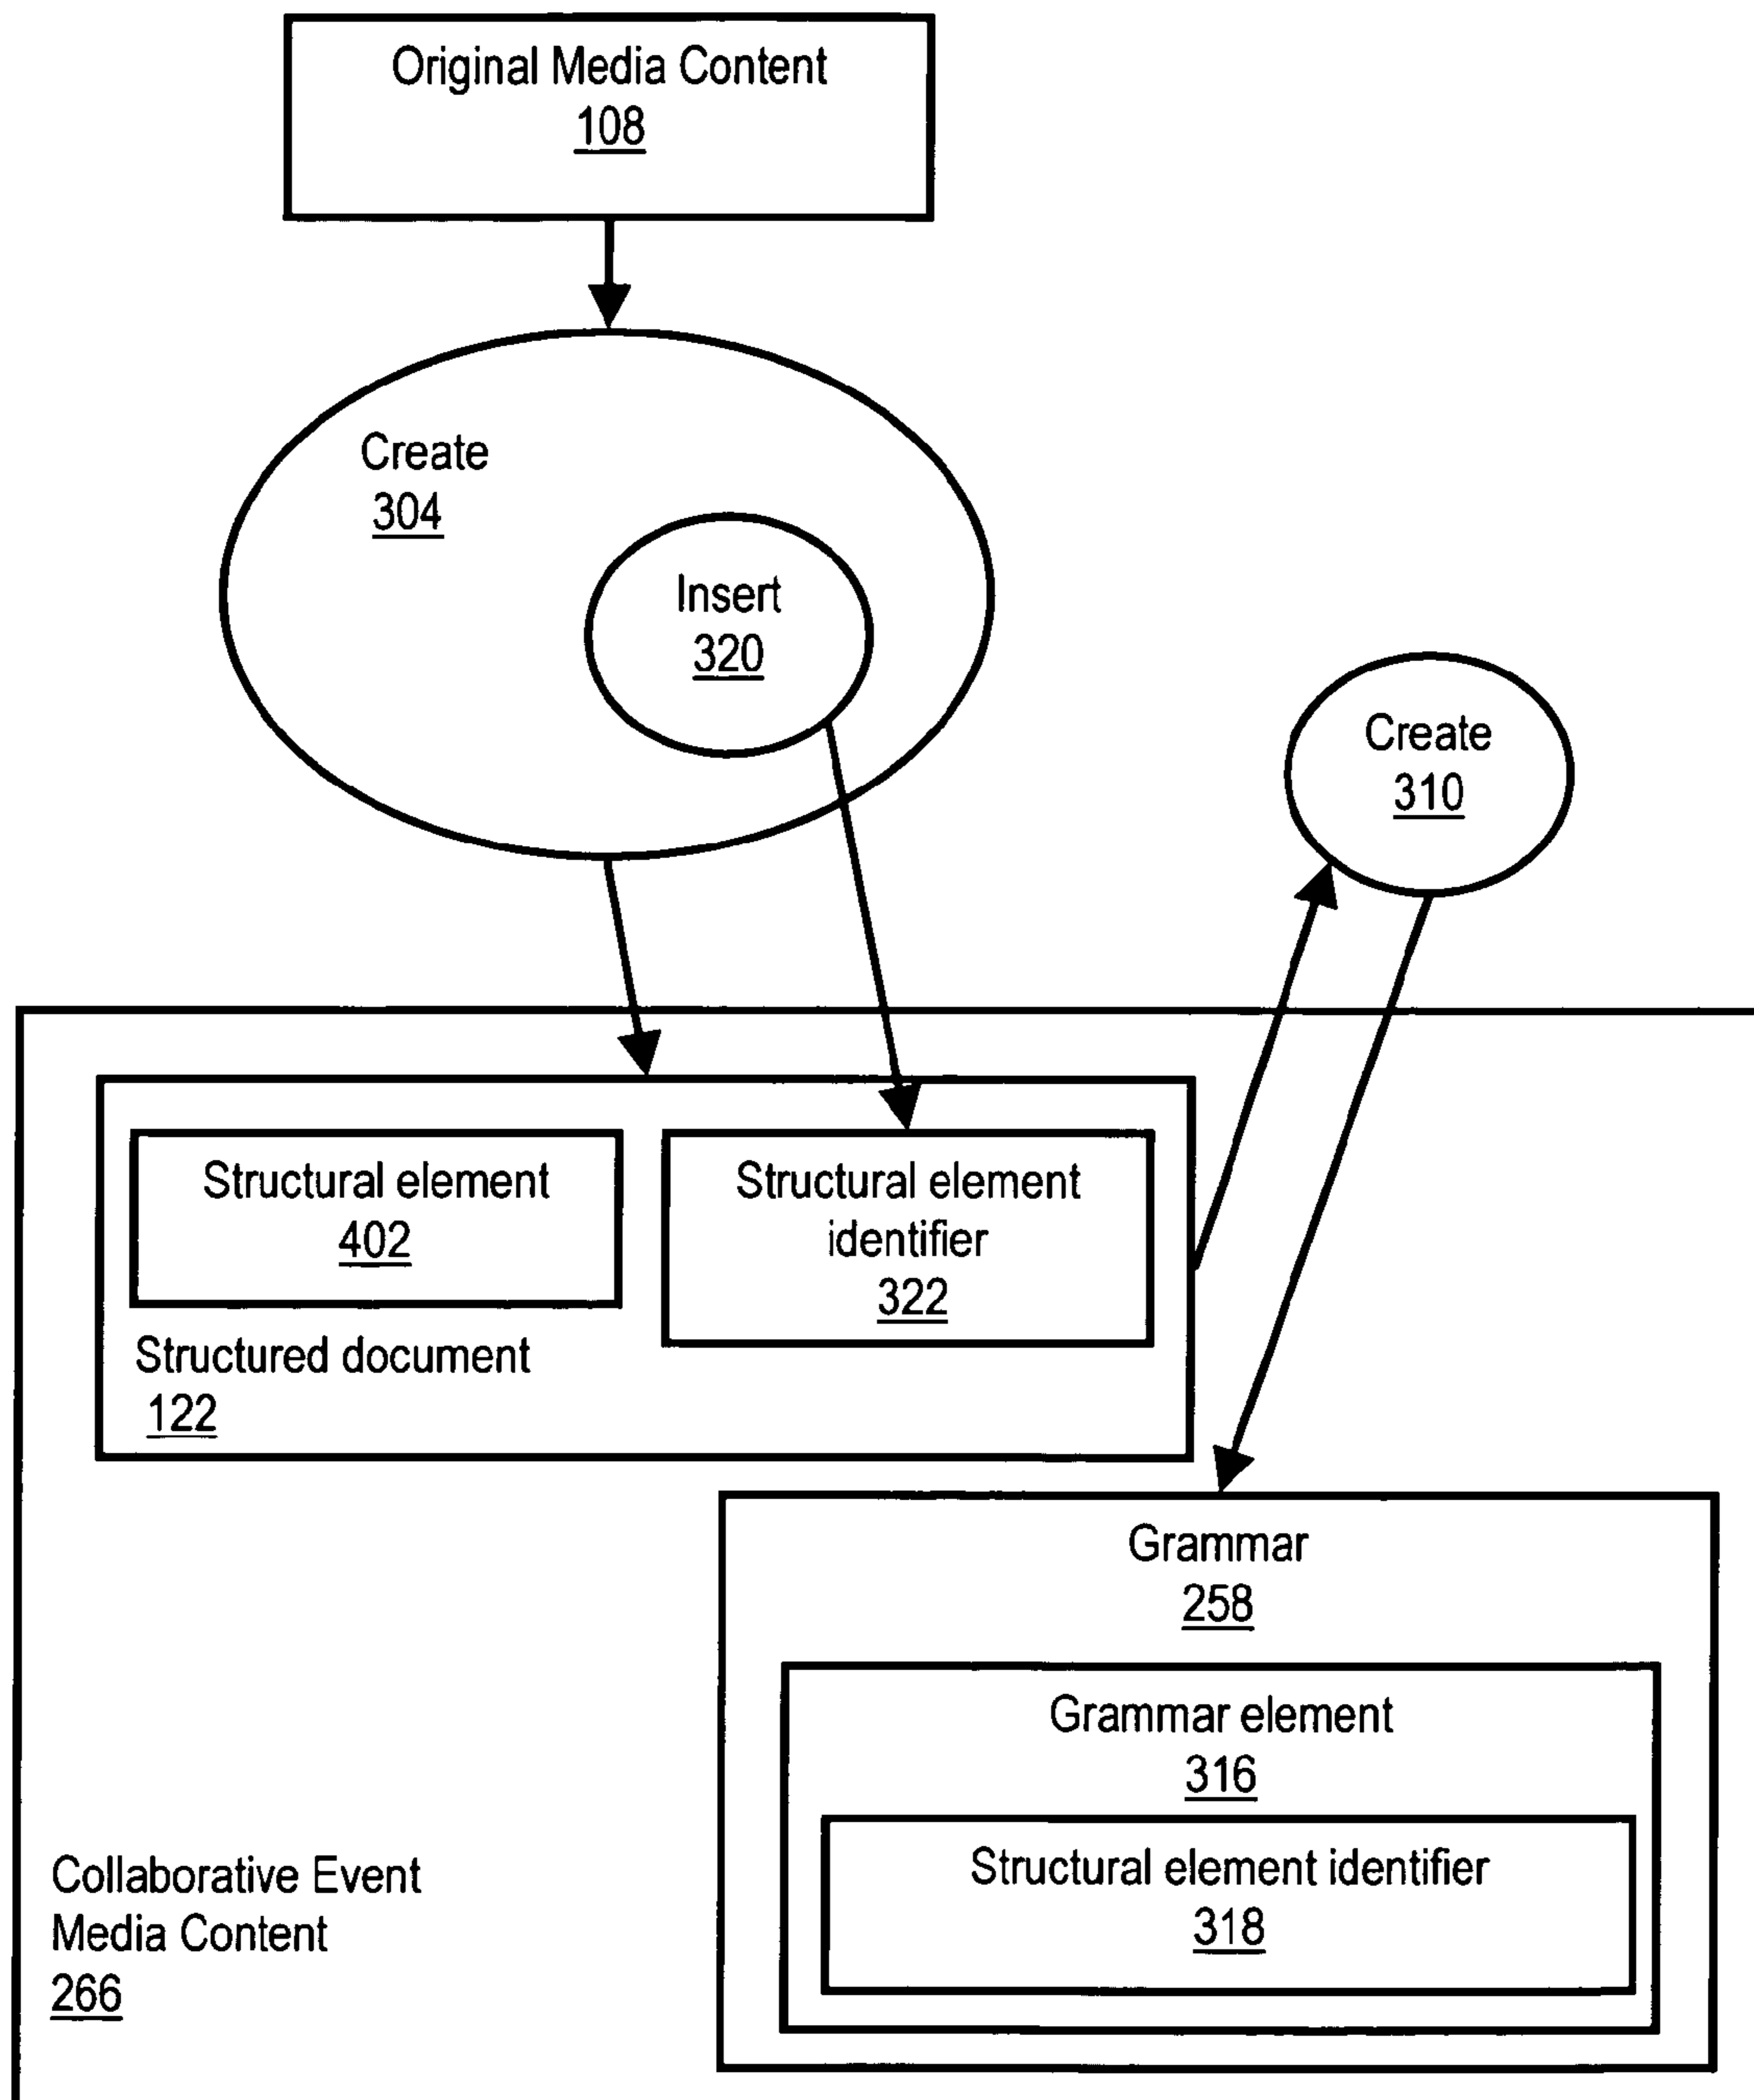 Original Media Content
108
Create
304
Insert
320
Create
310
Structural element
402
Structural element
identifier
322
Structured document
122
Grammar
258
Grammar element
316
Structural element identifier
318
Collaborative Event
Media Content
266